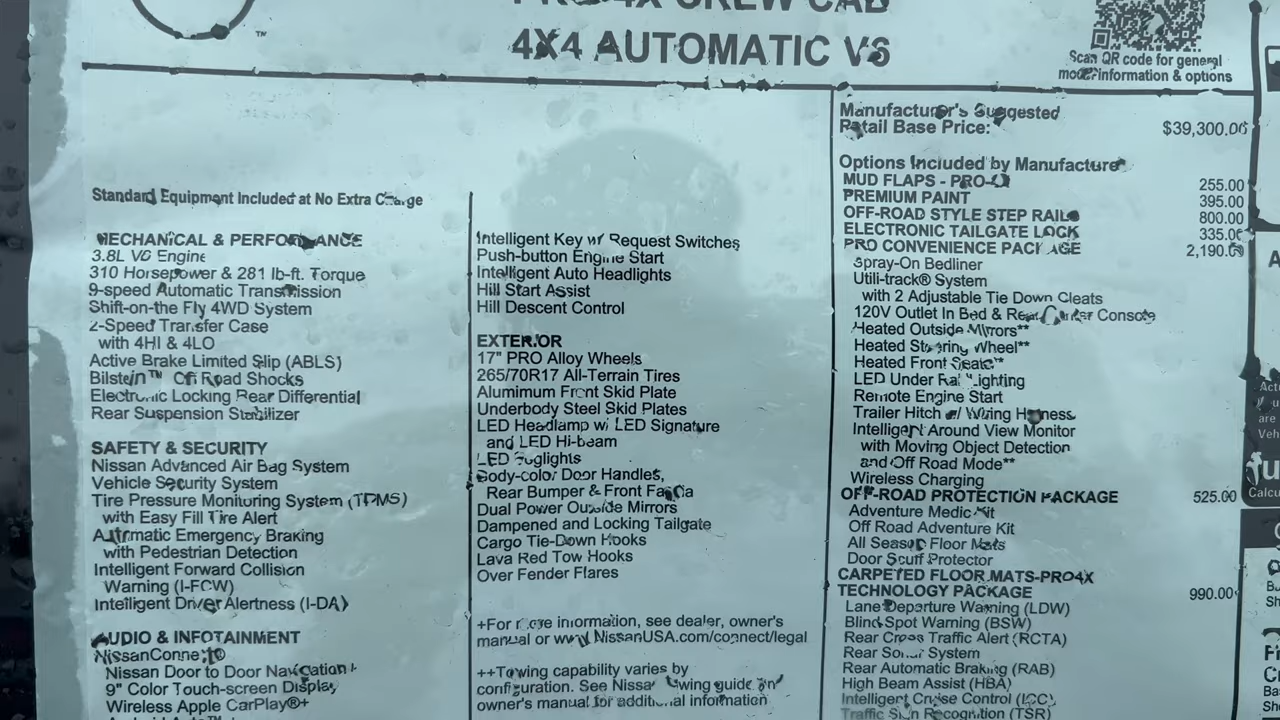 PRO-4X CREW CAB
4X4 AUTOMATIC V6
™
Scan QR code for general
model information & options
Standard Equipment Included at No Extra Charge
MECHANICAL & PERFORMANCE
3.8L V6 Engine
310 Horsepower & 281 lb-ft. Torque
9-speed Automatic Transmission
Shift-on the Fly 4WD System
2-Speed Transfer Case
with 4HI & 4LO
Active Brake Limited Slip (ABLS)
Bilstein™ Off Road Shocks
Electronic Locking Rear Differential
Rear Suspension Stabilizer
SAFETY & SECURITY
Nissan Advanced Air Bag System
Vehicle Security System
Tire Pressure Monitoring System (TPMS)
with Easy Fill Tire Alert
Automatic Emergency Braking
with Pedestrian Detection
Intelligent Forward Collision
Warning (I-FCW)
Intelligent Driver Alertness (I-DA)
AUDIO & INFOTAINMENT
NissanConnect®
Nissan Door to Door Navigation+
9" Color Touch-screen Display
Wireless Apple CarPlay®+
Android Auto™
Intelligent Key w/ Request Switches
Push-button Engine Start
Intelligent Auto Headlights
Hill Start Assist
Hill Descent Control
EXTERIOR
17" PRO Alloy Wheels
265/70R17 All-Terrain Tires
Aluminum Front Skid Plate
Underbody Steel Skid Plates
LED Headlamp w/ LED Signature
and LED Hi-beam
LED Foglights
Body-color Door Handles,
Rear Bumper & Front Fascia
Dual Power Outside Mirrors
Dampened and Locking Tailgate
Cargo Tie-Down Hooks
Lava Red Tow Hooks
Over Fender Flares
+For more information, see dealer, owner's
manual or www.NissanUSA.com/connect/legal
++Towing capability varies by
configuration. See Nissan Towing guide and
owner's manual for additional information
Manufacturer's Suggested
Retail Base Price: $39,300.00
Options Included by Manufacturer
MUD FLAPS - PRO-4X 255.00
PREMIUM PAINT 395.00
OFF-ROAD STYLE STEP RAILS 800.00
ELECTRONIC TAILGATE LOCK 335.00
PRO CONVENIENCE PACKAGE 2,190.00
Spray-On Bedliner
Utili-track® System
with 2 Adjustable Tie Down Cleats
120V Outlet In Bed & Rear Center Console
Heated Outside Mirrors**
Heated Steering Wheel**
Heated Front Seats**
LED Under Rail Lighting
Remote Engine Start
Trailer Hitch w/ Wiring Harness
Intelligent Around View Monitor
with Moving Object Detection
and Off Road Mode**
Wireless Charging
OFF-ROAD PROTECTION PACKAGE 525.00
Adventure Medic Kit
Off Road Adventure Kit
All Season Floor Mats
Door Scuff Protector
CARPETED FLOOR MATS-PRO4X
TECHNOLOGY PACKAGE 990.00
Lane Departure Warning (LDW)
Blind Spot Warning (BSW)
Rear Cross Traffic Alert (RCTA)
Rear Sonar System
Rear Automatic Braking (RAB)
High Beam Assist (HBA)
Intelligent Cruise Control (ICC)
Traffic Sign Recognition (TSR)